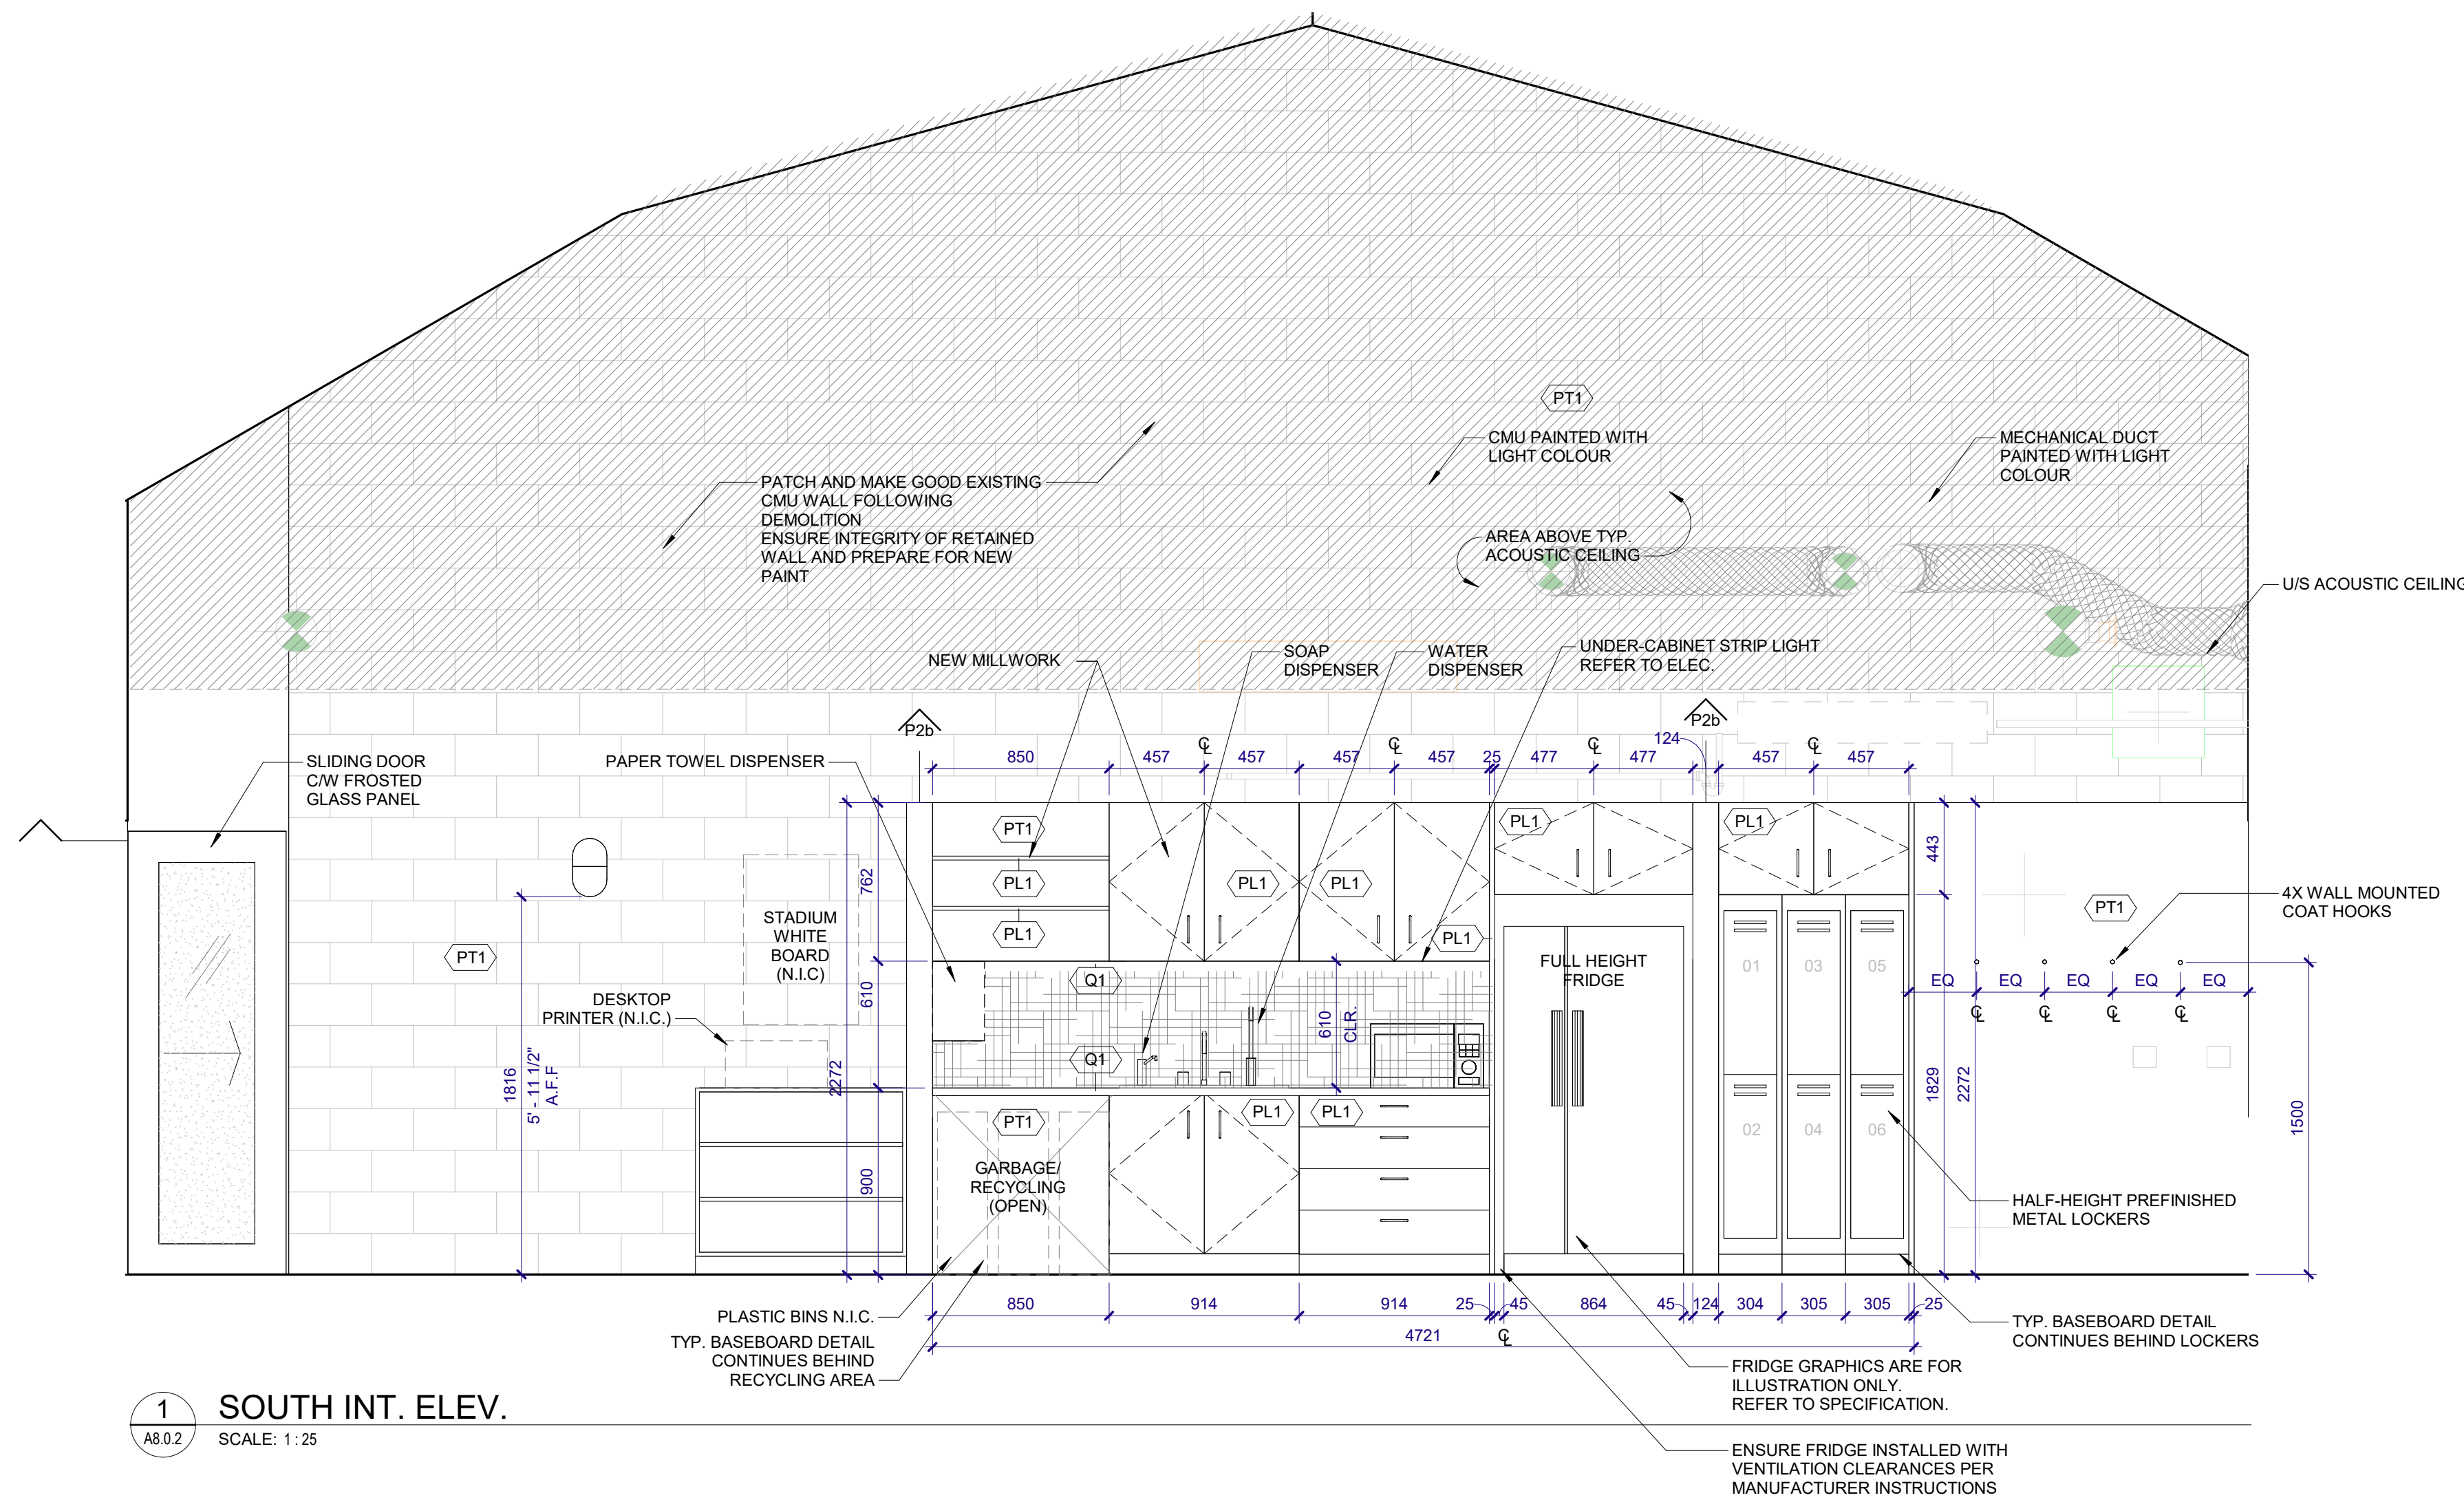 PT1
CMU PAINTED WITH
LIGHT COLOUR
MECHANICAL DUCT
PAINTED WITH LIGHT
COLOUR
PATCH AND MAKE GOOD EXISTING
CMU WALL FOLLOWING
DEMOLITION
ENSURE INTEGRITY OF RETAINED
WALL AND PREPARE FOR NEW
PAINT
AREA ABOVE TYP.
ACOUSTIC CEILING
U/S ACOUSTIC CEILING
NEW MILLWORK
SOAP
DISPENSER
WATER
DISPENSER
UNDER-CABINET STRIP LIGHT
REFER TO ELEC.
P2b
P2b
SLIDING DOOR
C/W FROSTED
GLASS PANEL
PAPER TOWEL DISPENSER
850
457
℄
457
457
℄
457
25
477
℄
477
124
457
℄
457
PT1
PL1
PL1
PL1
PL1
PL1
PL1
PL1
443
762
STADIUM
WHITE
BOARD
(N.I.C)
PT1
FULL HEIGHT
FRIDGE
01
03
05
PT1
4X WALL MOUNTED
COAT HOOKS
EQ
EQ
EQ
EQ
EQ
℄
℄
℄
℄
DESKTOP
PRINTER (N.I.C.)
610
Q1
Q1
610
CLR.
1816
5' - 11 1/2"
A.F.F
2272
900
PT1
PL1
PL1
GARBAGE/
RECYCLING
(OPEN)
02
04
06
1829
2272
1500
HALF-HEIGHT PREFINISHED
METAL LOCKERS
850
914
914
25
45
864
45
124
304
305
305
25
4721
℄
PLASTIC BINS N.I.C.
TYP. BASEBOARD DETAIL
CONTINUES BEHIND
RECYCLING AREA
TYP. BASEBOARD DETAIL
CONTINUES BEHIND LOCKERS
FRIDGE GRAPHICS ARE FOR
ILLUSTRATION ONLY.
REFER TO SPECIFICATION.
ENSURE FRIDGE INSTALLED WITH
VENTILATION CLEARANCES PER
MANUFACTURER INSTRUCTIONS
1
A8.0.2
SOUTH INT. ELEV.
SCALE: 1 : 25